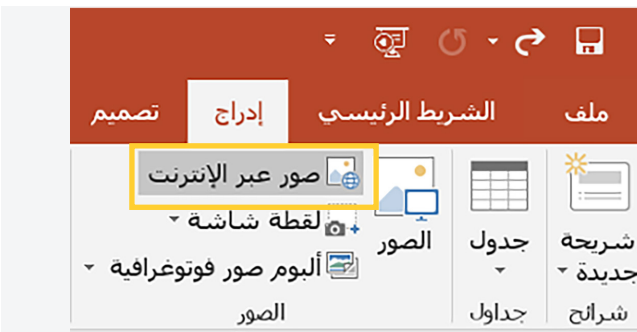 ملف
الشريط الرئيسي
إدراج
تصميم
شريحة
جديدة
شرائح
جدول
جداول
الصور
صور عبر الإنترنت
لقطة شاشة
ألبوم صور فوتوغرافية
الصور